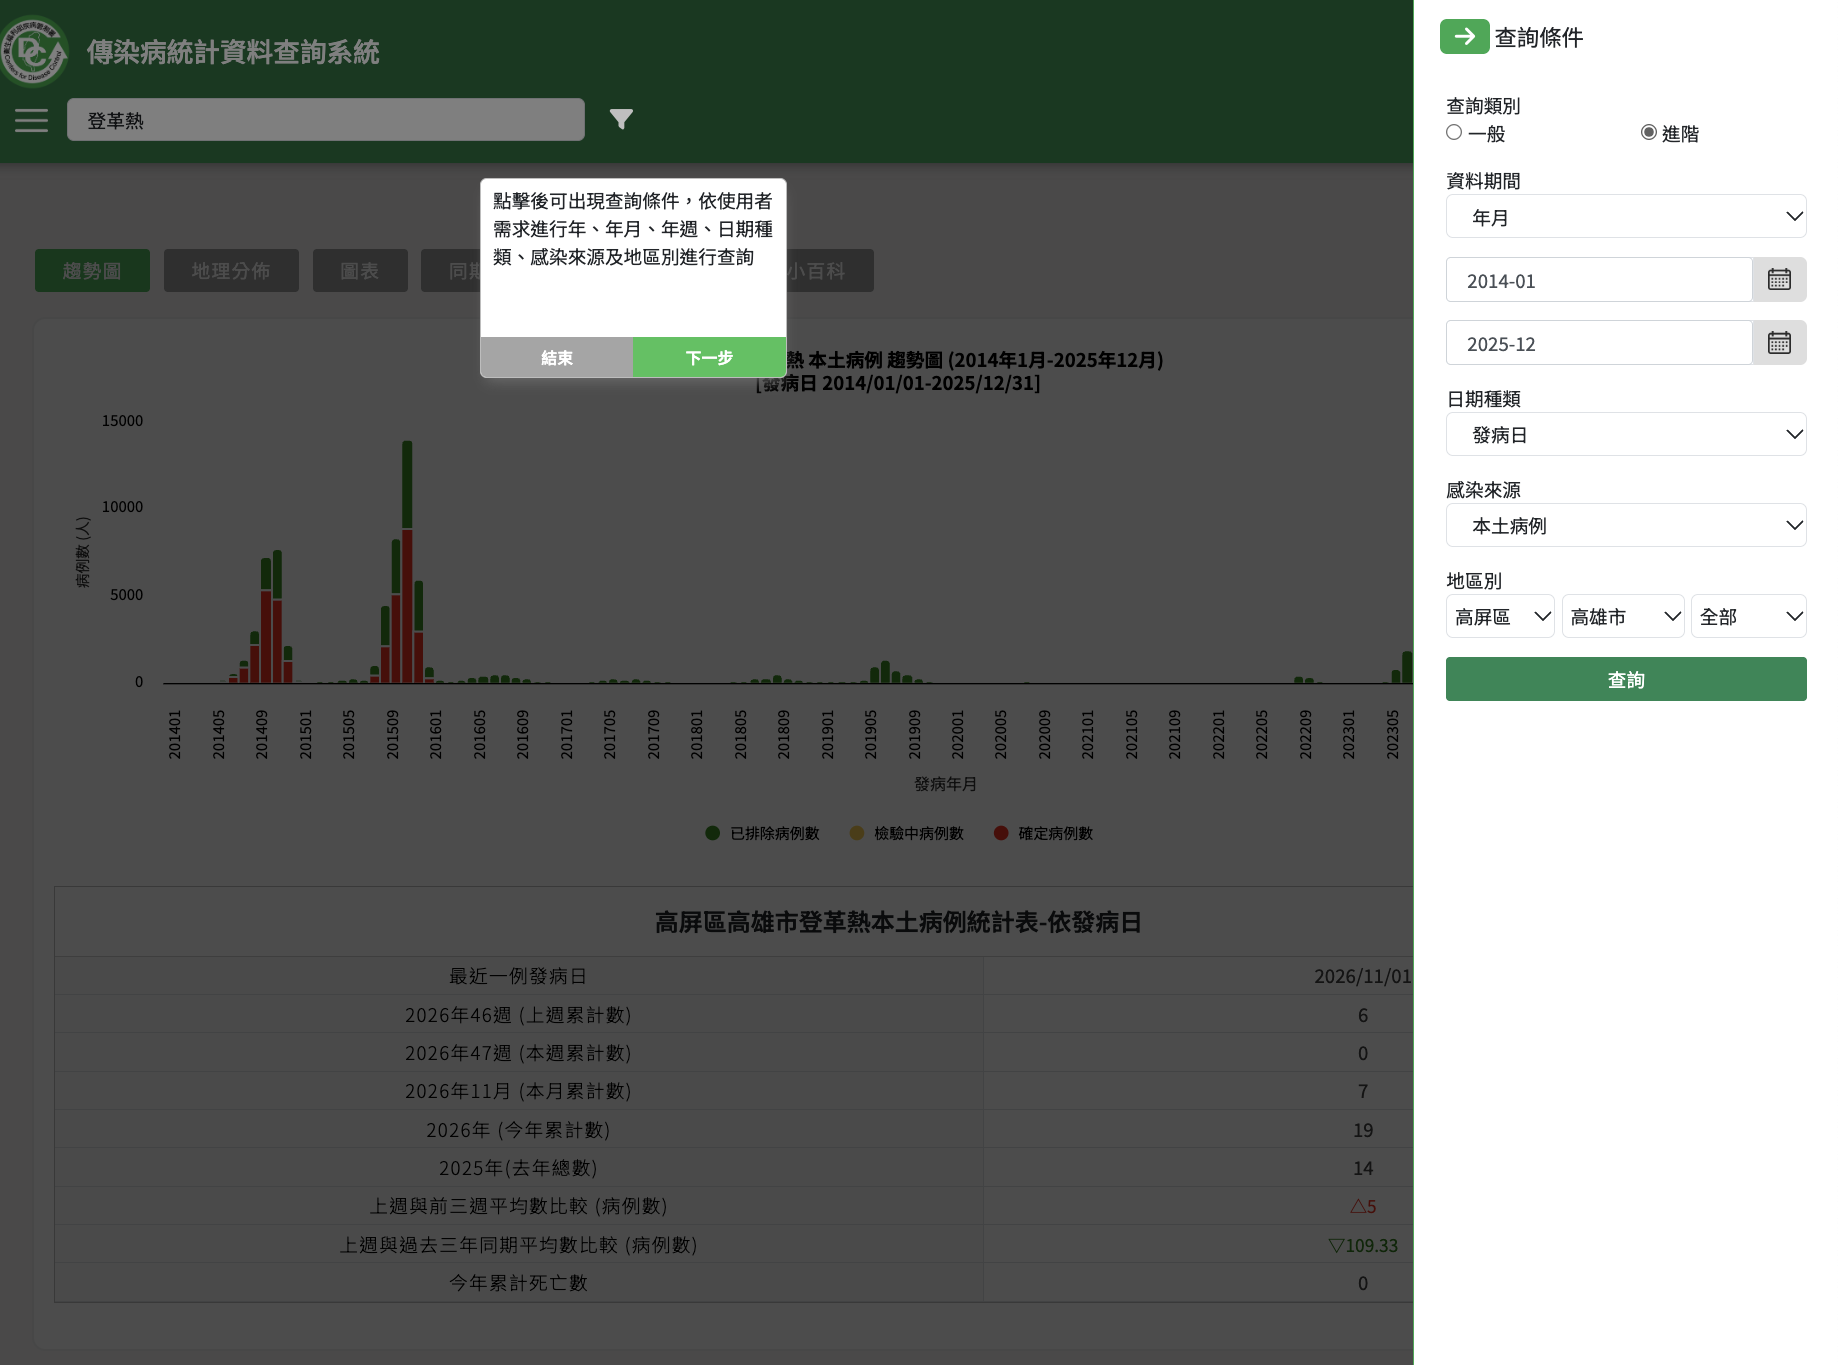 傳染病統計資料查詢系統
登革熱
點擊後可出現查詢條件，依使用者
需求進行年、年月、年週、日期種
類、感染來源及地區別進行查詢
結束
下一步
趨勢圖
地理分佈
圖表
同期
小百科
熱 本土病例 趨勢圖 (2014年1月-2025年12月)
[發病日 2014/01/01-2025/12/31]
病例數 (人)
15000
10000
5000
0
201401
201405
201409
201501
201505
201509
201601
201605
201609
201701
201705
201709
201801
201805
201809
201901
201905
201909
202001
202005
202009
202101
202105
202109
202201
202205
202209
202301
202305
發病年月
已排除病例數
檢驗中病例數
確定病例數
高屏區高雄市登革熱本土病例統計表-依發病日
最近一例發病日 2026/11/01
2026年46週 (上週累計數) 6
2026年47週 (本週累計數) 0
2026年11月 (本月累計數) 7
2026年 (今年累計數) 19
2025年(去年總數) 14
上週與前三週平均數比較 (病例數) △5
上週與過去三年同期平均數比較 (病例數) ▽109.33
今年累計死亡數 0
查詢條件
查詢類別
一般
進階
資料期間
年月
2014-01
2025-12
日期種類
發病日
感染來源
本土病例
地區別
高屏區
高雄市
全部
查詢